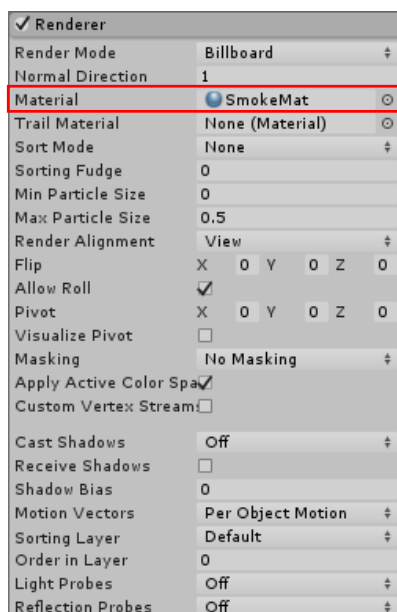 Renderer
Render Mode Billboard
Normal Direction 1
Material SmokeMat
Trail Material None (Material)
Sort Mode None
Sorting Fudge 0
Min Particle Size 0
Max Particle Size 0.5
Render Alignment View
Flip X 0 Y 0 Z 0
Allow Roll
Pivot X 0 Y 0 Z 0
Visualize Pivot
Masking No Masking
Apply Active Color Spa
Custom Vertex Streams
Cast Shadows Off
Receive Shadows
Shadow Bias 0
Motion Vectors Per Object Motion
Sorting Layer Default
Order in Layer 0
Light Probes Off
Reflection Probes Off